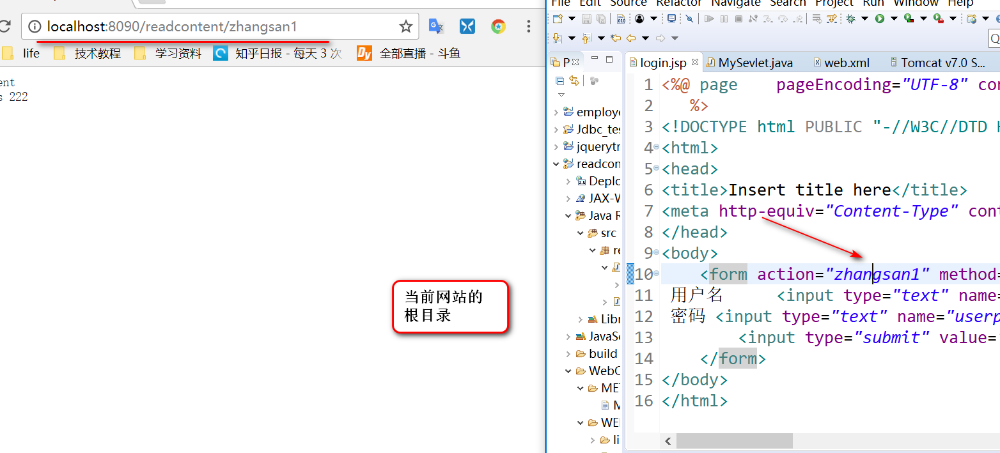 localhost:8090/readcontent/zhangsan1
life 技术教程 学习资料 知乎日报 - 每天 3 次 全部直播 - 斗鱼
ent
s 222
当前网站的
根目录
File Edit Source Refactor Navigate Search Project Run Window Help
P
login.jsp MySevlet.java web.xml Tomcat v7.0 S...
employe
Jdbc_tes
jquerytr
readcon
Deplo
JAX-W
Java R
src
re
Libr
JavaSc
build
WebC
MET
M
WEI
li
1 <%@ page pageEncoding="UTF-8" con
2 %>
3 <!DOCTYPE html PUBLIC "-//W3C//DTD H
4 <html>
5 <head>
6 <title>Insert title here</title>
7 <meta http-equiv="Content-Type" cont
8 </head>
9 <body>
10 <form action="zhangsan1" method=
11 用户名 <input type="text" name=
12 密码 <input type="text" name="userp
13 <input type="submit" value=
14 </form>
15 </body>
16 </html>